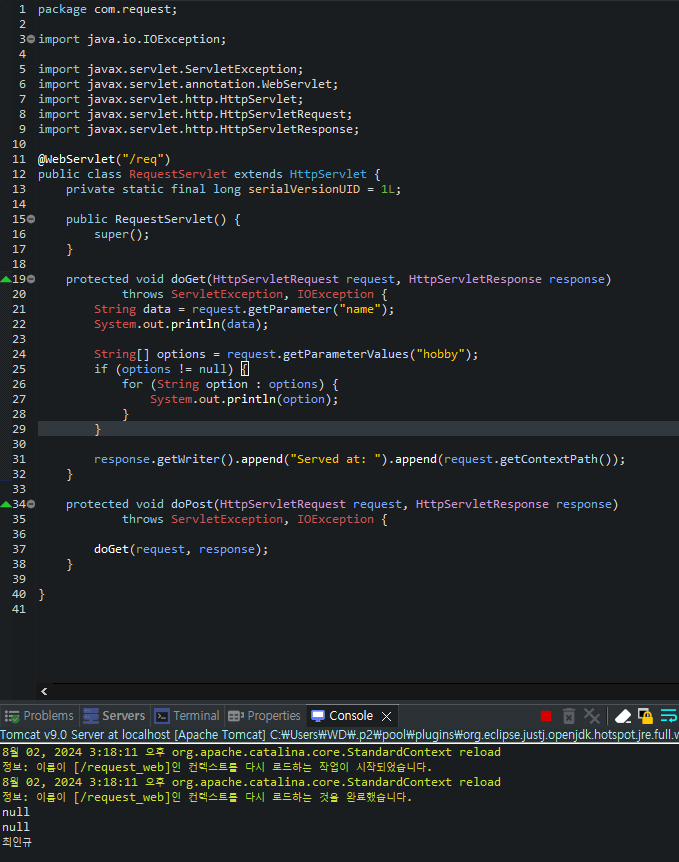 1 package com.request;
2
3 import java.io.IOException;
4
5 import javax.servlet.ServletException;
6 import javax.servlet.annotation.WebServlet;
7 import javax.servlet.http.HttpServlet;
8 import javax.servlet.http.HttpServletRequest;
9 import javax.servlet.http.HttpServletResponse;
10
11 @WebServlet("/req")
12 public class RequestServlet extends HttpServlet {
13     private static final long serialVersionUID = 1L;
14
15     public RequestServlet() {
16         super();
17     }
18
19     protected void doGet(HttpServletRequest request, HttpServletResponse response)
20             throws ServletException, IOException {
21         String data = request.getParameter("name");
22         System.out.println(data);
23
24         String[] options = request.getParameterValues("hobby");
25         if (options != null) {
26             for (String option : options) {
27                 System.out.println(option);
28             }
29         }
30
31         response.getWriter().append("Served at: ").append(request.getContextPath());
32     }
33
34     protected void doPost(HttpServletRequest request, HttpServletResponse response)
35             throws ServletException, IOException {
36
37         doGet(request, response);
38     }
39
40 }
41
Problems Servers Terminal Properties Console
Tomcat v9.0 Server at localhost [Apache Tomcat] C:₩Users₩WD₩.p2₩pool₩plugins₩org.eclipse.justj.openjdk.hotspot.jre.full.w
8월 02, 2024 3:18:11 오후 org.apache.catalina.core.StandardContext reload
정보: 이름이 [/request_web]인 컨텍스트를 다시 로드하는 작업이 시작되었습니다.
8월 02, 2024 3:18:11 오후 org.apache.catalina.core.StandardContext reload
정보: 이름이 [/request_web]인 컨텍스트를 다시 로드하는 것을 완료했습니다.
null
null
최인규